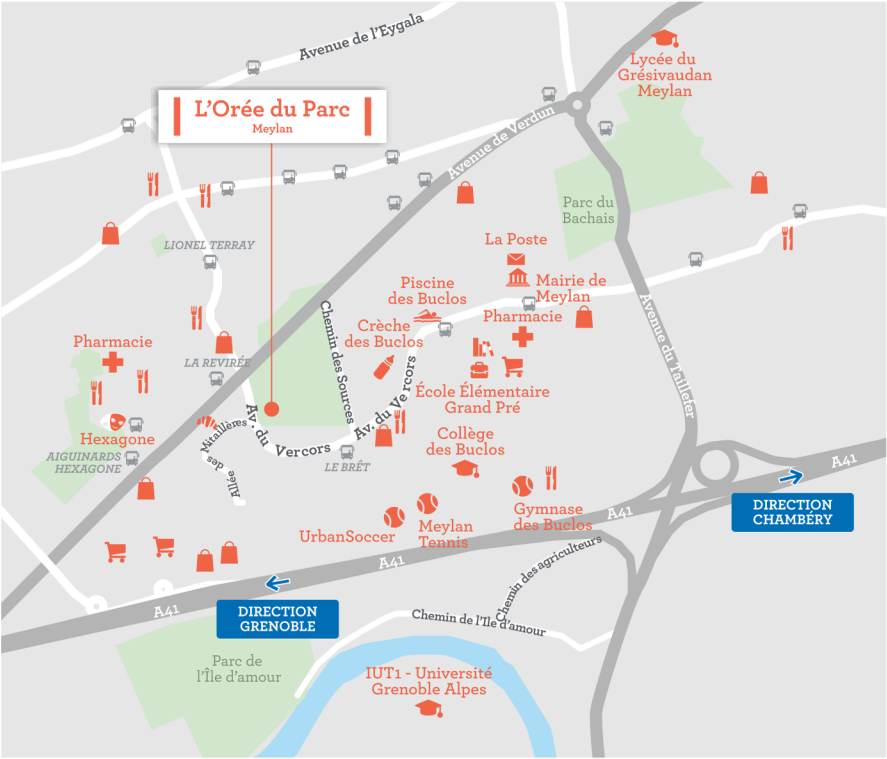 Avenue de l'Eygala
Lycée du
Grésivaudan
Meylan
L'Orée du Parc
Meylan
Avenue de Verdun
Parc du
Bachais
LIONEL TERRAY
La Poste
Mairie de
Meylan
Piscine
des Buclos
Pharmacie
Crèche
des Buclos
Chemin des Sources
Avenue du Taillefer
Pharmacie
LA REVIRÉE
Av. du Vercors
École Élémentaire
Grand Pré
Hexagone
AIGUINARDS
HEXAGONE
Allée des Mitaillères
Av. du Vercors
LE BRÊT
Collège
des Buclos
A41
DIRECTION
CHAMBÉRY
Gymnase
des Buclos
A41
UrbanSoccer
Meylan
Tennis
A41
Chemin des agriculteurs
A41
DIRECTION
GRENOBLE
Chemin de l'Ile d'amour
Parc de
l'Île d'amour
IUT1 - Université
Grenoble Alpes